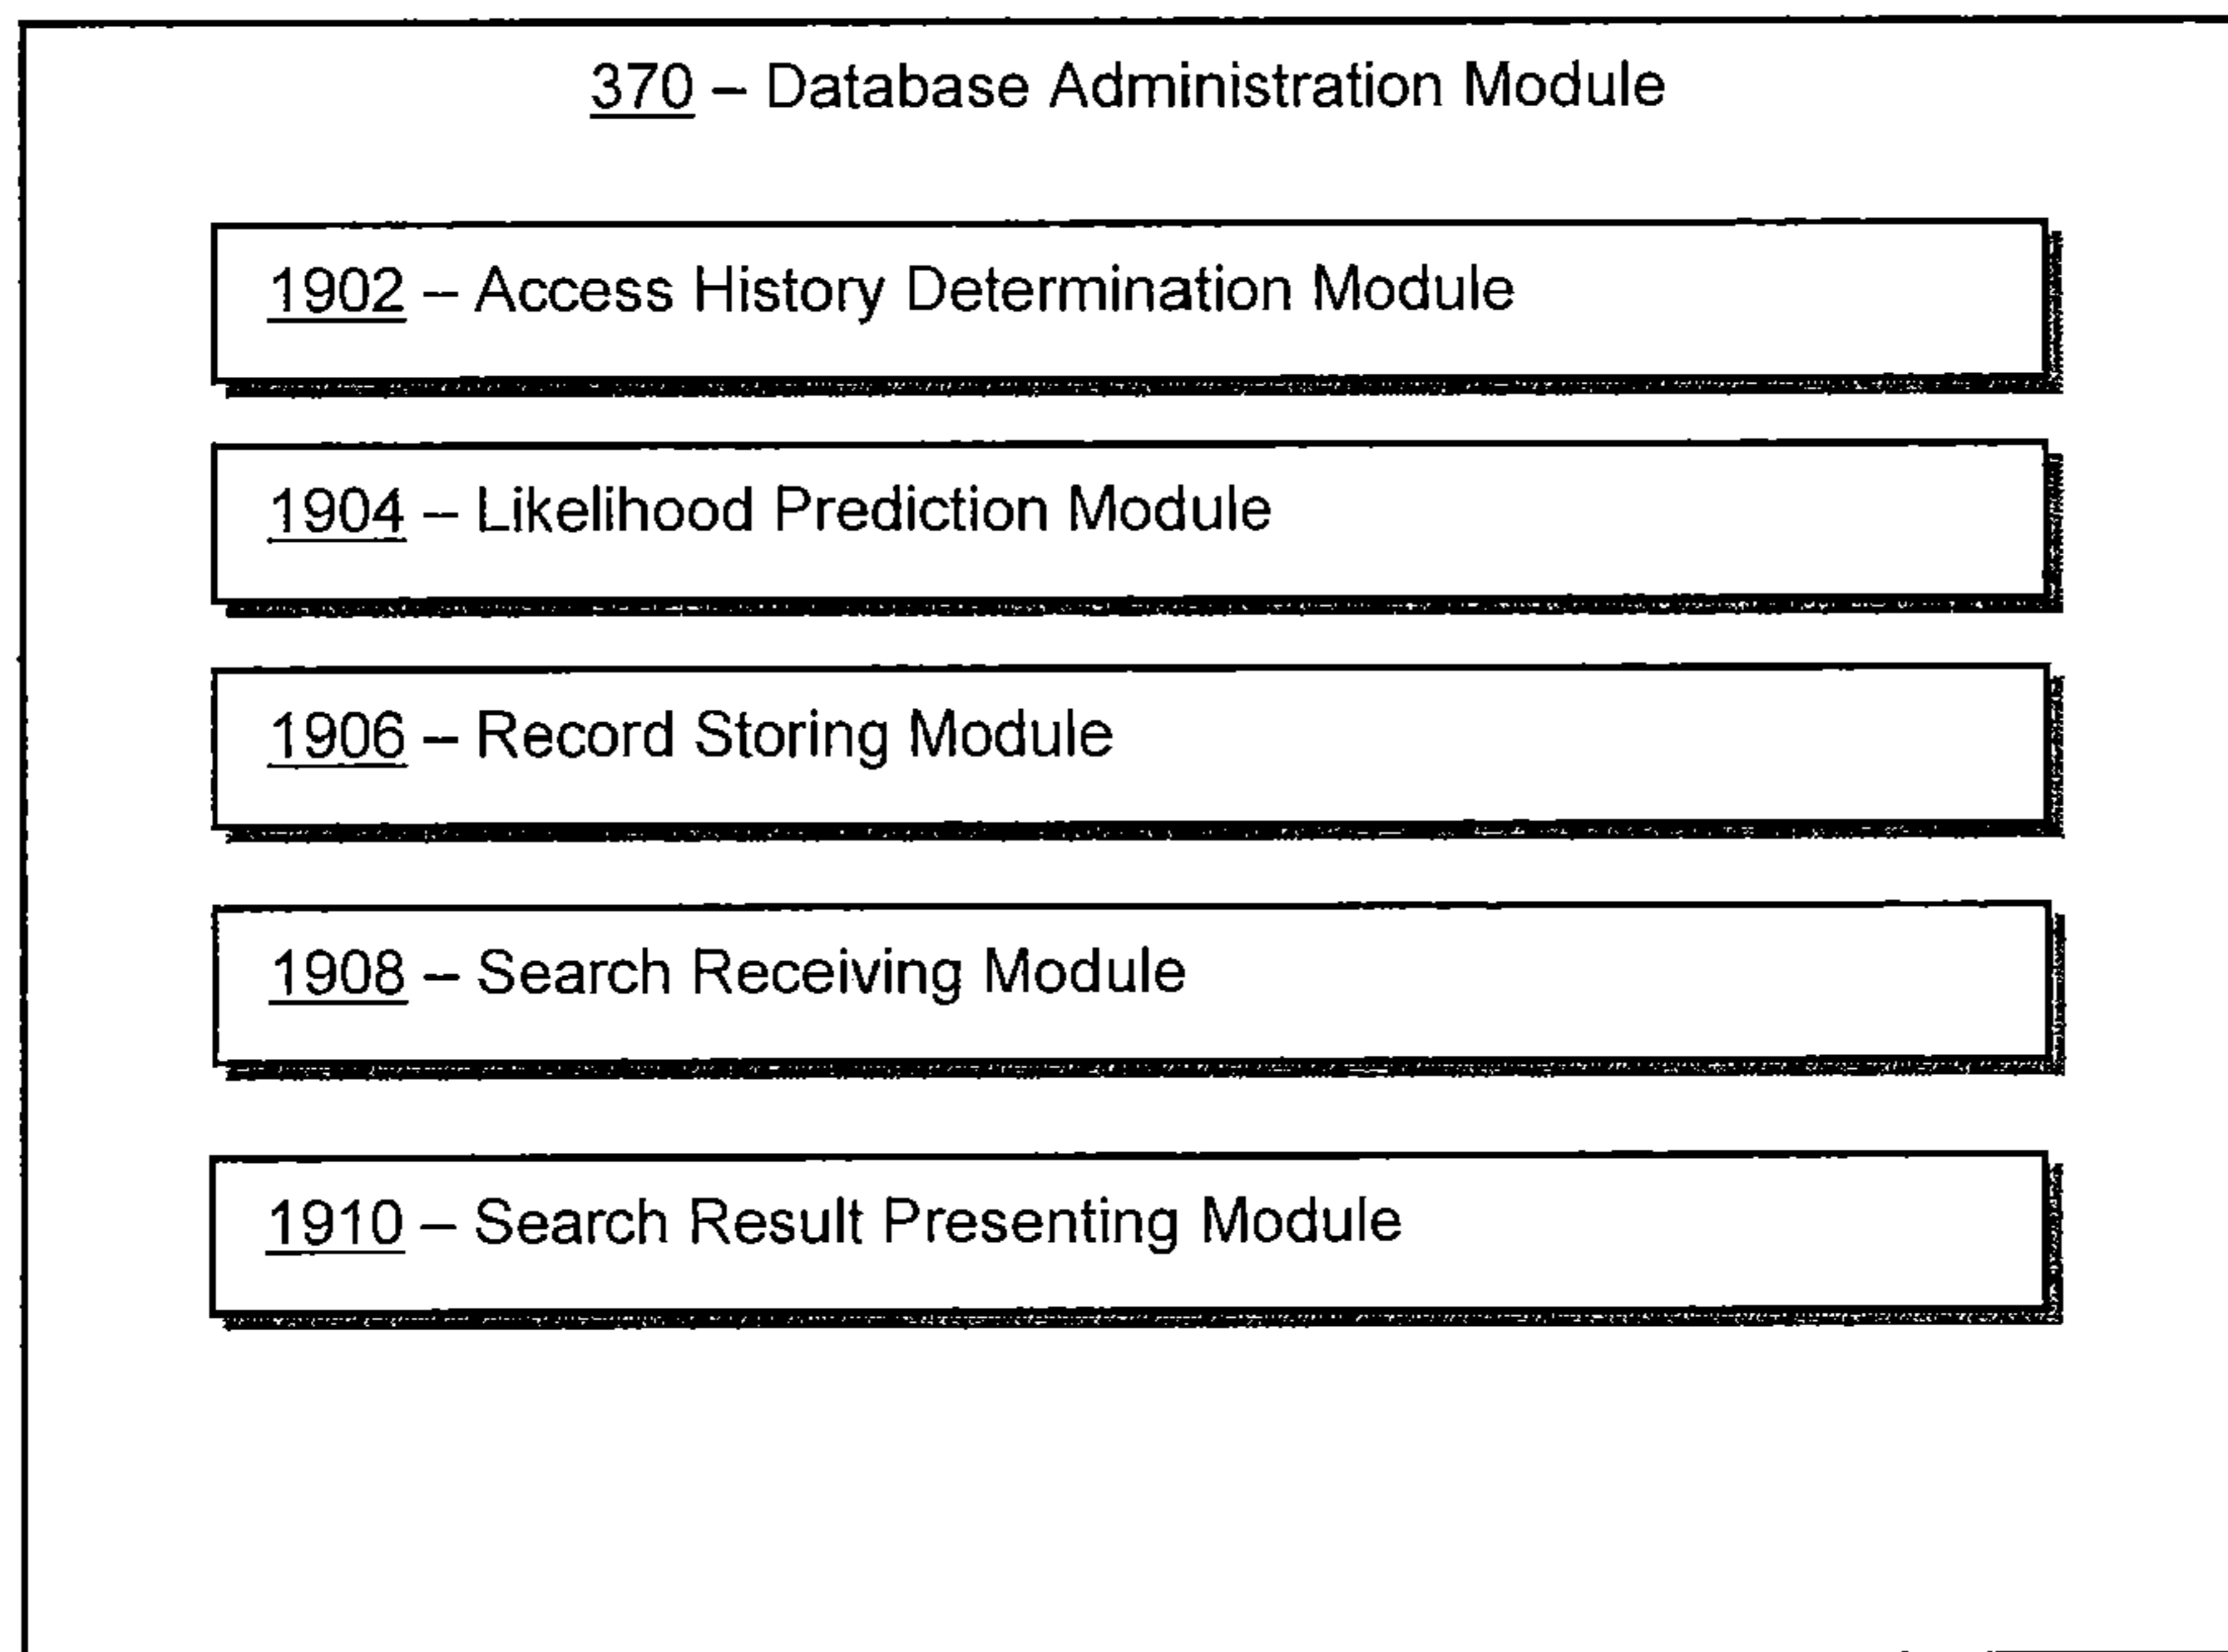 370 – Database Administration Module
1902 – Access History Determination Module
1904 – Likelihood Prediction Module
1906 – Record Storing Module
1908 – Search Receiving Module
1910 – Search Result Presenting Module